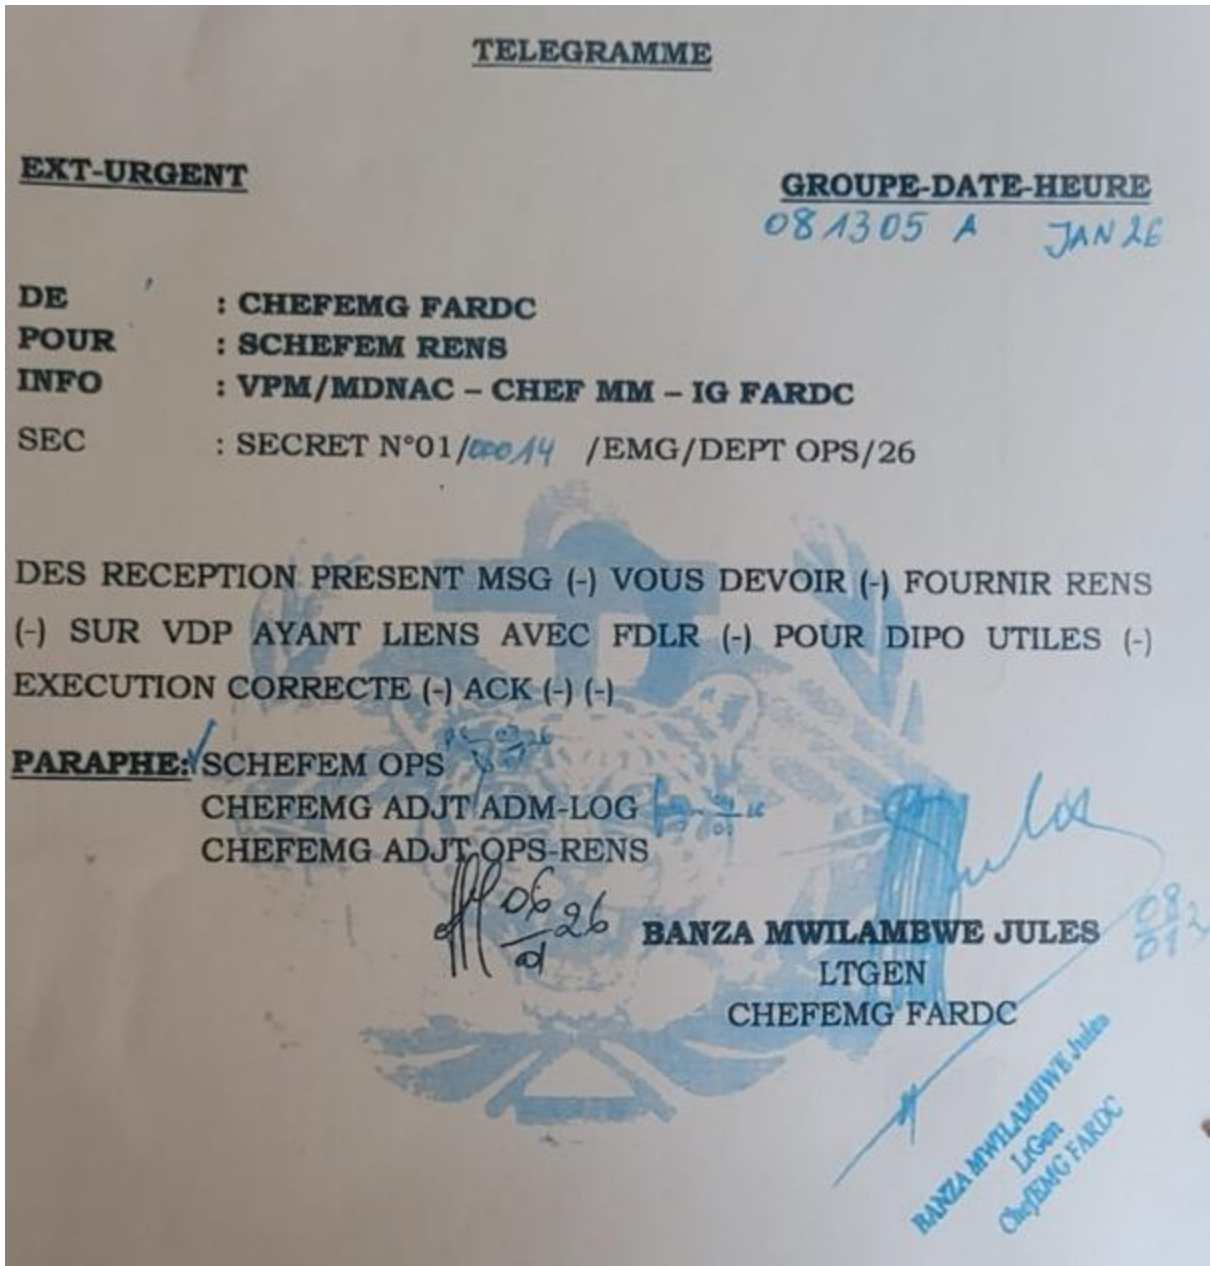 TELEGRAMME
EXT-URGENT
GROUPE-DATE-HEURE
081305 A JAN 26
DE : CHEFEMG FARDC
POUR : SCHEFEM RENS
INFO : VPM/MDNAC – CHEF MM – IG FARDC
SEC : SECRET N°01/00014 /EMG/DEPT OPS/26
DES RECEPTION PRESENT MSG (-) VOUS DEVOIR (-) FOURNIR RENS
(-) SUR VDP AYANT LIENS AVEC FDLR (-) POUR DIPO UTILES (-)
EXECUTION CORRECTE (-) ACK (-) (-)
PARAPHE: SCHEFEM OPS
CHEFEMG ADJT ADM-LOG
CHEFEMG ADJT OPS-RENS
06/01 26
Jules
08/01
BANZA MWILAMBWE JULES
LTGEN
CHEFEMG FARDC
BANZA MWILAMBWE Jules
LtGen
ChefEMG FARDC